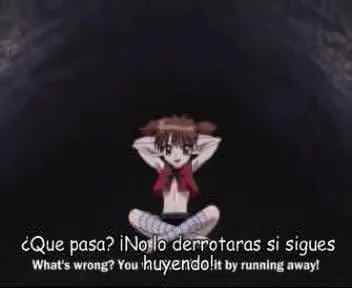 ¿Que pasa? ¡No lo derrotaras si sigues
huyendo!
What's wrong? You it by running away!